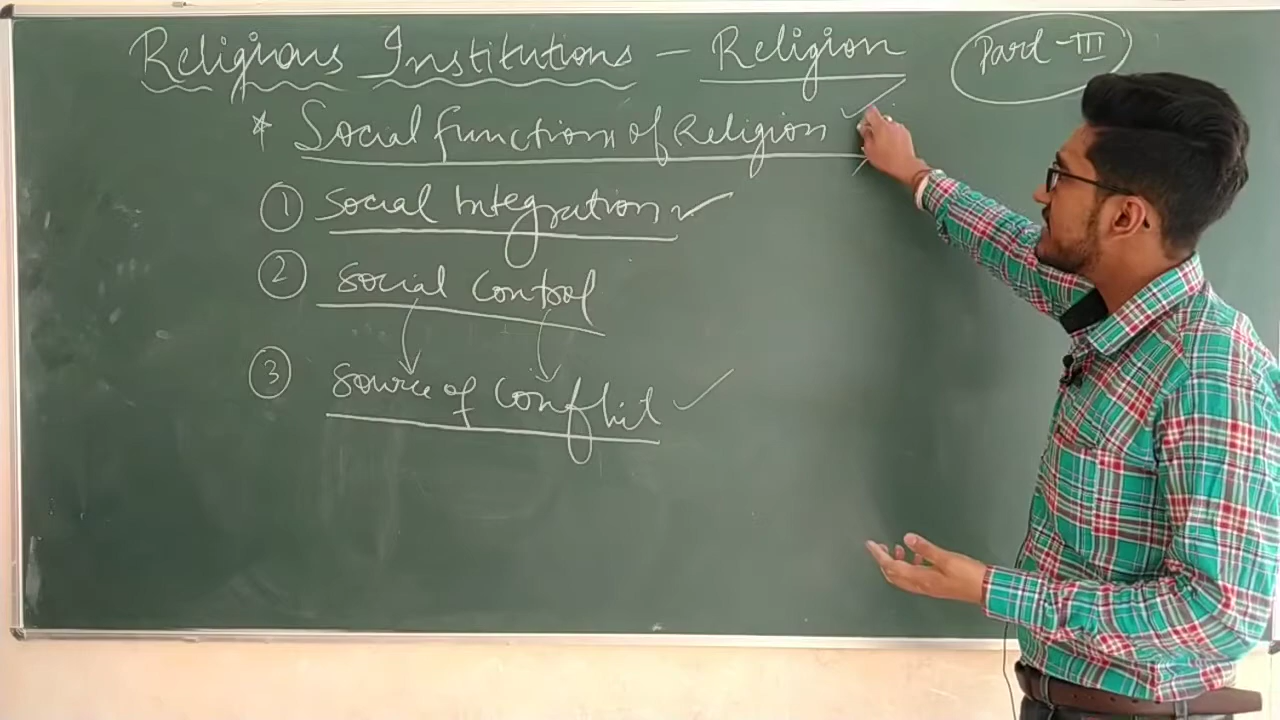 Religious Institutions - Religion Part-III
* Social functions of Religion ✓
① Social Integration ✓
② Social Control
③ Source of Conflict ✓